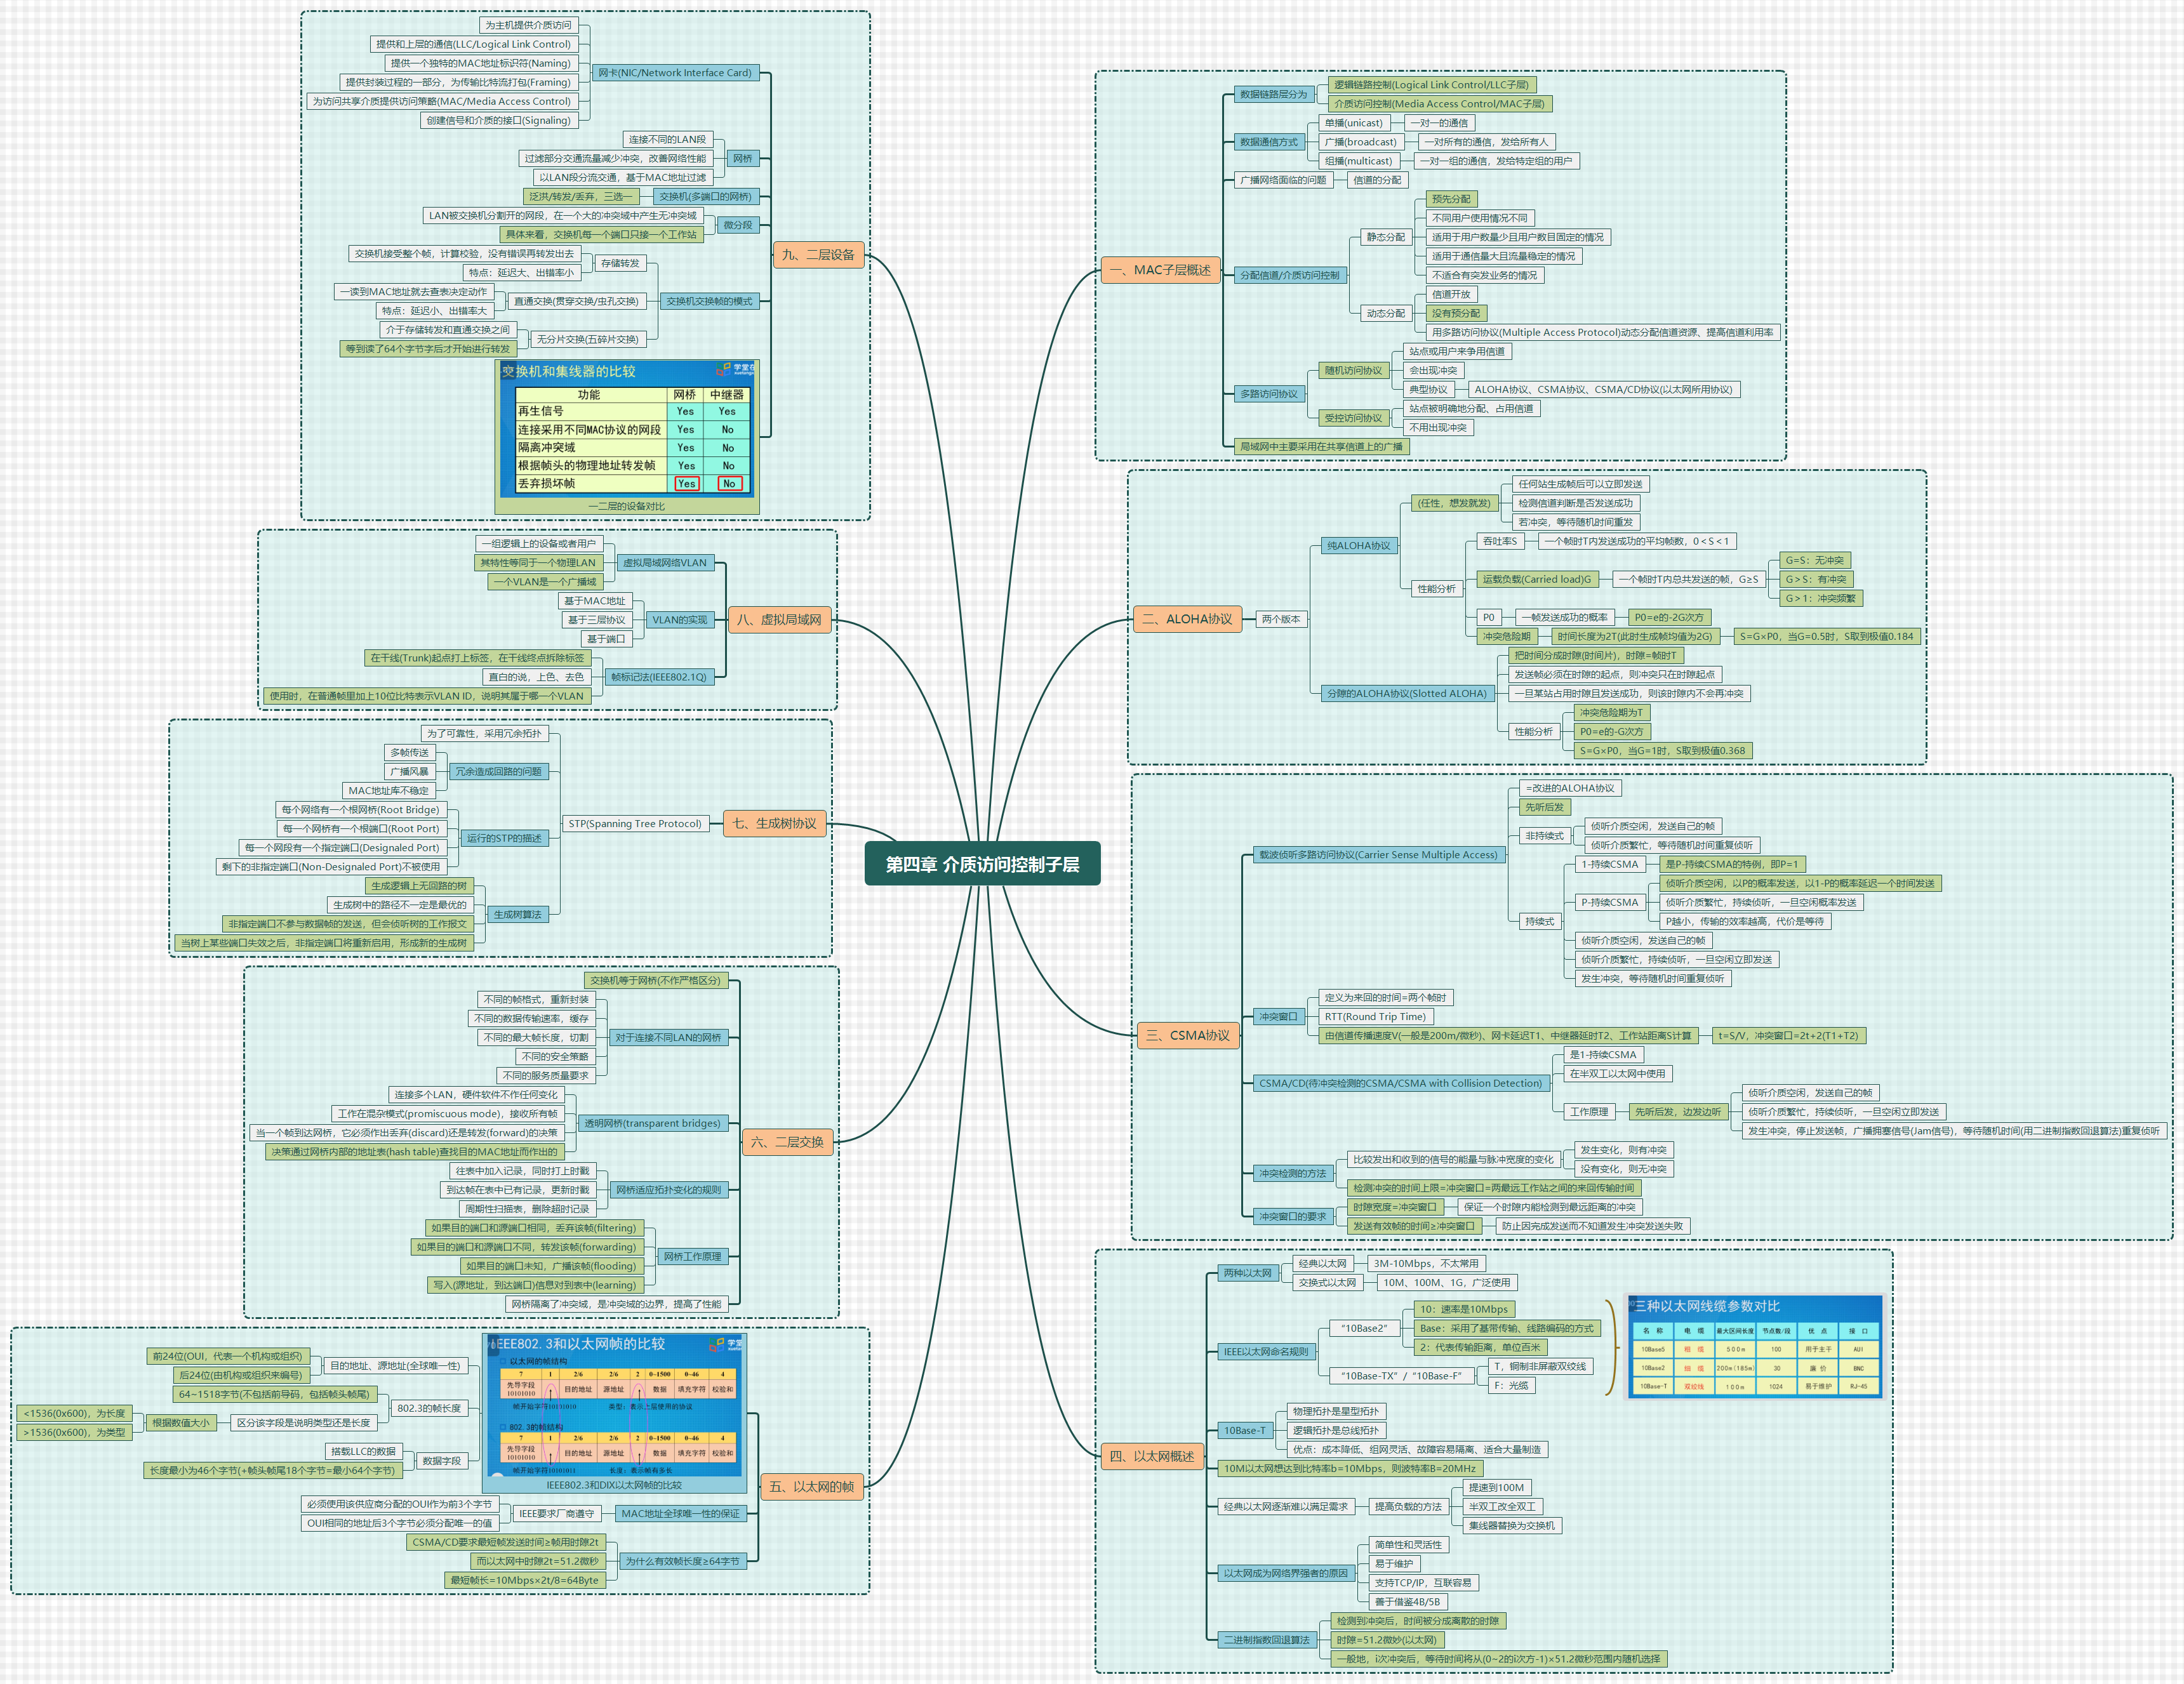 第四章 介质访问控制子层
一、MAC子层概述
数据链路层分为
逻辑链路控制(Logical Link Control/LLC子层)
介质访问控制(Media Access Control/MAC子层)
数据通信方式
单播(unicast)
一对一的通信
广播(broadcast)
一对所有的通信，发给所有人
组播(multicast)
一对一组的通信，发给特定组的用户
广播网络面临的问题
信道的分配
分配信道/介质访问控制
静态分配
预先分配
不同用户使用情况不同
适用于用户数量少且用户数目固定的情况
适用于通信量大且流量稳定的情况
不适合有突发业务的情况
动态分配
信道开放
没有预分配
用多路访问协议(Multiple Access Protocol)动态分配信道资源、提高信道利用率
多路访问协议
随机访问协议
站点或用户来争用信道
会出现冲突
典型协议
ALOHA协议、CSMA协议、CSMA/CD协议(以太网所用协议)
受控访问协议
站点被明确地分配、占用信道
不用出现冲突
局域网中主要采用在共享信道上的广播
二、ALOHA协议
两个版本
纯ALOHA协议
(任性，想发就发)
任何站生成帧后可以立即发送
检测信道判断是否发送成功
若冲突，等待随机时间重发
性能分析
吞吐率S
一个帧时T内发送成功的平均帧数，0＜S＜1
运载负载(Carried load)G
一个帧时T内总共发送的帧，G≥S
G=S：无冲突
G＞S：有冲突
G＞1：冲突频繁
P0
一帧发送成功的概率
P0=e的-2G次方
冲突危险期
时间长度为2T(此时生成帧均值为2G)
S=G×P0，当G=0.5时，S取到极值0.184
分隙的ALOHA协议(Slotted ALOHA)
把时间分成时隙(时间片)，时隙=帧时T
发送帧必须在时隙的起点，则冲突只在时隙起点
一旦某站占用时隙且发送成功，则该时隙内不会再冲突
性能分析
冲突危险期为T
P0=e的-G次方
S=G×P0，当G=1时，S取到极值0.368
三、CSMA协议
载波侦听多路访问协议(Carrier Sense Multiple Access)
=改进的ALOHA协议
先听后发
非持续式
侦听介质空闲，发送自己的帧
侦听介质繁忙，等待随机时间重复侦听
持续式
1-持续CSMA
是P-持续CSMA的特例，即P=1
P-持续CSMA
侦听介质空闲，以P的概率发送，以1-P的概率延迟一个时间发送
侦听介质繁忙，持续侦听，一旦空闲概率发送
P越小，传输的效率越高，代价是等待
侦听介质空闲，发送自己的帧
侦听介质繁忙，持续侦听，一旦空闲立即发送
发生冲突，等待随机时间重复侦听
冲突窗口
定义为来回的时间=两个帧时
RTT(Round Trip Time)
由信道传播速度V(一般是200m/微秒)、网卡延迟T1、中继器延时T2、工作站距离S计算
t=S/V，冲突窗口=2t+2(T1+T2)
CSMA/CD(待冲突检测的CSMA/CSMA with Collision Detection)
是1-持续CSMA
在半双工以太网中使用
工作原理
先听后发，边发边听
侦听介质空闲，发送自己的帧
侦听介质繁忙，持续侦听，一旦空闲立即发送
发生冲突，停止发送帧，广播拥塞信号(Jam信号)，等待随机时间(用二进制指数回退算法)重复侦听
冲突检测的方法
比较发出和收到的信号的能量与脉冲宽度的变化
发生变化，则有冲突
没有变化，则无冲突
检测冲突的时间上限=冲突窗口=两最远工作站之间的来回传输时间
冲突窗口的要求
时隙宽度=冲突窗口
保证一个时隙内能检测到最远距离的冲突
发送有效帧的时间≥冲突窗口
防止因完成发送而不知道发生冲突发送失败
四、以太网概述
两种以太网
经典以太网
3M-10Mbps，不太常用
交换式以太网
10M、100M、1G，广泛使用
IEEE以太网命名规则
"10Base2"
10：速率是10Mbps
Base：采用了基带传输、线路编码的方式
2：代表传输距离，单位百米
"10Base-TX" / "10Base-F"
T，铜制非屏蔽双绞线
F：光缆
三种以太网线缆参数对比
名 称 电 缆 最大区间长度 节点数/段 优 点 接 口
10Base5 粗 缆 500m 100 用于主干 AUI
10Base2 细 缆 200m(185m) 30 廉 价 BNC
10Base-T 双绞线 100m 1024 易于维护 RJ-45
10Base-T
物理拓扑是星型拓扑
逻辑拓扑是总线拓扑
优点：成本降低、组网灵活、故障容易隔离、适合大量制造
10M以太网想达到比特率b=10Mbps，则波特率B=20MHz
经典以太网逐渐难以满足需求
提高负载的方法
提速到100M
半双工改全双工
集线器替换为交换机
以太网成为网络界强者的原因
简单性和灵活性
易于维护
支持TCP/IP，互联容易
善于借鉴4B/5B
二进制指数回退算法
检测到冲突后，时间被分成离散的时隙
时隙=51.2微妙(以太网)
一般地，i次冲突后，等待时间将从(0~2的i次方-1)×51.2微秒范围内随机选择
五、以太网的帧
IEEE802.3和以太网帧的比较
以太网的帧结构
7 1 2/6 2/6 2 0~1500 0~46 4
先导字段 10101010 目的地址 源地址 数据 填充字符 校验和
帧开始字符10101010 类型：表示上层使用的协议
802.3的帧结构
7 1 2/6 2/6 2 0~1500 0~46 4
先导字段 10101010 目的地址 源地址 数据 填充字符 校验和
帧开始字符10101011 长度：表示帧有多长
IEEE802.3和DIX以太网帧的比较
目的地址、源地址(全球唯一性)
前24位(OUI，代表一个机构或组织)
后24位(由机构或组织来编号)
802.3的帧长度
64~1518字节(不包括前导码，包括帧头帧尾)
区分该字段是说明类型还是长度
根据数值大小
<1536(0x600)，为长度
>1536(0x600)，为类型
数据字段
搭载LLC的数据
长度最小为46个字节(+帧头帧尾18个字节=最小64个字节)
MAC地址全球唯一性的保证
IEEE要求厂商遵守
必须使用该供应商分配的OUI作为前3个字节
OUI相同的地址后3个字节必须分配唯一的值
为什么有效帧长度≥64字节
CSMA/CD要求最短帧发送时间≥帧用时隙2t
而以太网中时隙2t=51.2微秒
最短帧长=10Mbps×2t/8=64Byte
六、二层交换
交换机等于网桥(不作严格区分)
对于连接不同LAN的网桥
不同的帧格式，重新封装
不同的数据传输速率，缓存
不同的最大帧长度，切割
不同的安全策略
不同的服务质量要求
透明网桥(transparent bridges)
连接多个LAN，硬件软件不作任何变化
工作在混杂模式(promiscuous mode)，接收所有帧
当一个帧到达网桥，它必须作出丢弃(discard)还是转发(forward)的决策
决策通过网桥内部的地址表(hash table)查找目的MAC地址而作出的
网桥适应拓扑变化的规则
往表中加入记录，同时打上时戳
到达帧在表中已有记录，更新时戳
周期性扫描表，删除超时记录
网桥工作原理
如果目的端口和源端口相同，丢弃该帧(filtering)
如果目的端口和源端口不同，转发该帧(forwarding)
如果目的端口未知，广播该帧(flooding)
写入(源地址，到达端口)信息对到表中(learning)
网桥隔离了冲突域，是冲突域的边界，提高了性能
七、生成树协议
STP(Spanning Tree Protocol)
为了可靠性，采用冗余拓扑
冗余造成回路的问题
多帧传送
广播风暴
MAC地址库不稳定
运行的STP的描述
每个网络有一个根网桥(Root Bridge)
每一个网桥有一个根端口(Root Port)
每一个网段有一个指定端口(Designaled Port)
剩下的非指定端口(Non-Designaled Port)不被使用
生成树算法
生成逻辑上无回路的树
生成树中的路径不一定是最优的
非指定端口不参与数据帧的发送，但会侦听树的工作报文
当树上某些端口失效之后，非指定端口将重新启用，形成新的生成树
八、虚拟局域网
虚拟局域网络VLAN
一组逻辑上的设备或者用户
其特性等同于一个物理LAN
一个VLAN是一个广播域
VLAN的实现
基于MAC地址
基于三层协议
基于端口
帧标记法(IEEE802.1Q)
在干线(Trunk)起点打上标签，在干线终点拆除标签
直白的说，上色、去色
使用时，在普通帧里加上10位比特表示VLAN ID，说明其属于哪一个VLAN
九、二层设备
网卡(NIC/Network Interface Card)
为主机提供介质访问
提供和上层的通信(LLC/Logical Link Control)
提供一个独特的MAC地址标识符(Naming)
提供封装过程的一部分，为传输比特流打包(Framing)
为访问共享介质提供访问策略(MAC/Media Access Control)
创建信号和介质的接口(Signaling)
网桥
连接不同的LAN段
过滤部分交通流量减少冲突，改善网络性能
以LAN段分流交通，基于MAC地址过滤
交换机(多端口的网桥)
泛洪/转发/丢弃，三选一
微分段
LAN被交换机分割开的网段，在一个大的冲突域中产生无冲突域
具体来看，交换机每一个端口只接一个工作站
交换机交换帧的模式
存储转发
交换机接受整个帧，计算校验，没有错误再转发出去
特点：延迟大、出错率小
直通交换(贯穿交换/虫孔交换)
一读到MAC地址就去查表决定动作
特点：延迟小、出错率大
无分片交换(五碎片交换)
介于存储转发和直通交换之间
等到读了64个字节字后才开始进行转发
交换机和集线器的比较
学堂在
功能 网桥 中继器
再生信号 Yes Yes
连接采用不同MAC协议的网段 Yes No
隔离冲突域 Yes No
根据帧头的物理地址转发帧 Yes No
丢弃损坏帧 Yes No
一二层的设备对比